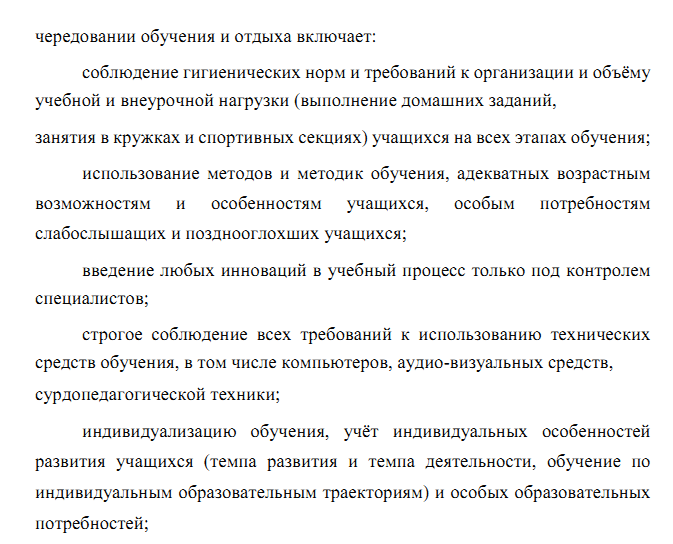 чередовании обучения и отдыха включает:
соблюдение гигиенических норм и требований к организации и объёму
учебной и внеурочной нагрузки (выполнение домашних заданий,
занятия в кружках и спортивных секциях) учащихся на всех этапах обучения;
использование методов и методик обучения, адекватных возрастным
возможностям и особенностям учащихся, особым потребностям
слабослышащих и позднооглохших учащихся;
введение любых инноваций в учебный процесс только под контролем
специалистов;
строгое соблюдение всех требований к использованию технических
средств обучения, в том числе компьютеров, аудио-визуальных средств,
сурдопедагогической техники;
индивидуализацию обучения, учёт индивидуальных особенностей
развития учащихся (темпа развития и темпа деятельности, обучение по
индивидуальным образовательным траекториям) и особых образовательных
потребностей;